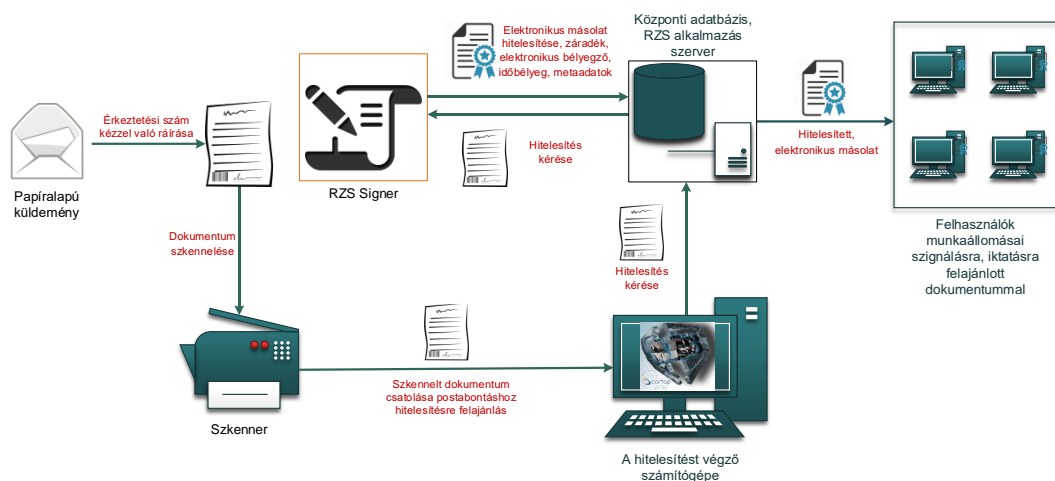 Központi adatbázis,
RZS alkalmazás
szerver
Elektronikus másolat
hitelesítése, záradék,
elektronikus bélyegző,
időbélyeg, metaadatok
Érkeztetési szám
kézzel való ráírása
Hitelesítés
kérése
Hitelesített,
elektronikus másolat
Papíralapú
küldemény
RZS Signer
Felhasználók
munkaállomásai
szignálásra, iktatásra
felajánlott
dokumentummal
Dokumentum
szkennelése
Hitelesítés
kérése
Szkennelt dokumentum
csatolása postabontáshoz
hitelesítésre felajánlás
Szkenner
A hitelesítést végző
számítógépe